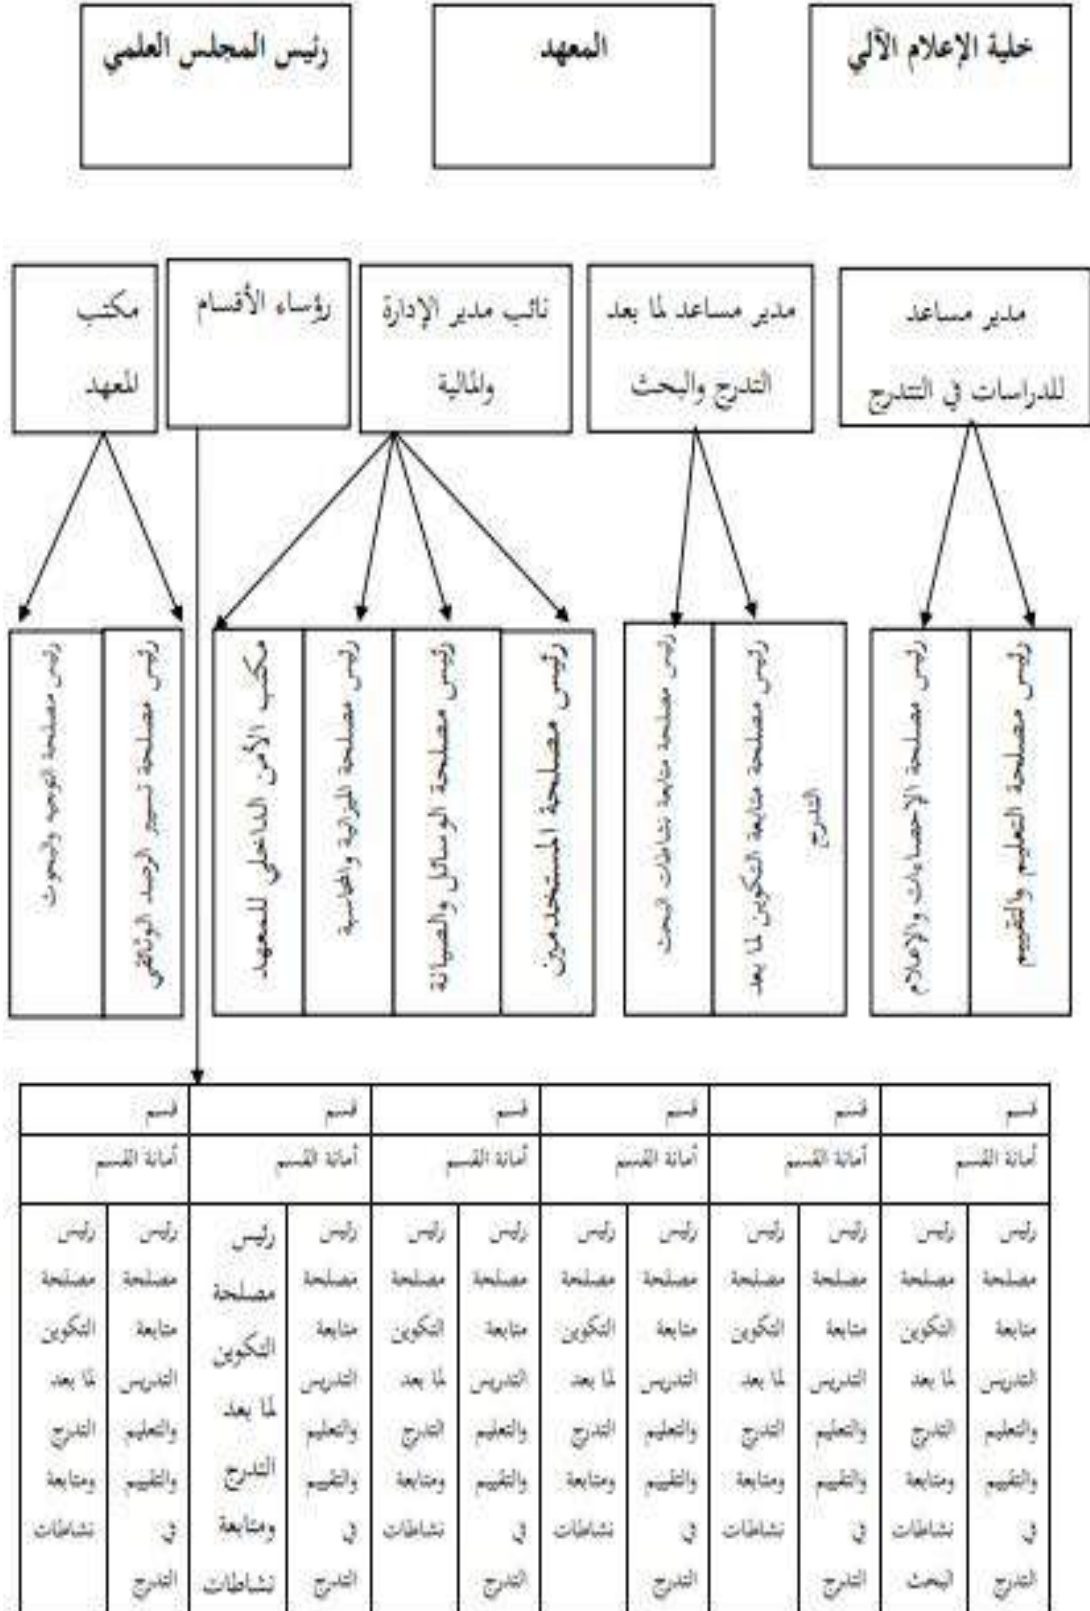 خلية الإعلام الآلي
المعهد
رئيس المجلس العلمي
مدير مساعد
للدراسات في التتدرج
مدير مساعد لما بعد
التدرج والبحث
نائب مدير الإدارة
والمالية
رؤساء الأقسام
مكتب
المعهد
رئيس مصلحة التعليم والتقييم
رئيس مصلحة الإحصاءات والإعلام
رئيس مصلحة متابعة التكوين لما بعد
التدرج
رئيس مصلحة متابعة نشاطات البحث
رئيس مصلحة المستخدمين
رئيس مصلحة الوسائل والصيانة
رئيس مصلحة الميزانية والمحاسبة
مكتب الأمن الداخلي للمعهد
رئيس مصلحة تسيير الرصيد الوثائقي
رئيس مصلحة التوجيه والبحوث
قسم
قسم
قسم
قسم
قسم
قسم
أمانة القسم
أمانة القسم
أمانة القسم
أمانة القسم
أمانة القسم
أمانة القسم
رئيس
مصلحة
متابعة
التدريس
والتعليم
والتقييم
في
التدرج
رئيس
مصلحة
التكوين
لما بعد
التدرج
ومتابعة
نشاطات
البحث
رئيس
مصلحة
متابعة
التدريس
والتعليم
والتقييم
في
التدرج
رئيس
مصلحة
التكوين
لما بعد
التدرج
ومتابعة
نشاطات
رئيس
مصلحة
متابعة
التدريس
والتعليم
والتقييم
في
التدرج
رئيس
مصلحة
التكوين
لما بعد
التدرج
ومتابعة
نشاطات
رئيس
مصلحة
متابعة
التدريس
والتعليم
والتقييم
في
التدرج
رئيس
مصلحة
التكوين
لما بعد
التدرج
ومتابعة
نشاطات
رئيس
مصلحة
متابعة
التدريس
والتعليم
والتقييم
في
التدرج
رئيس
مصلحة
التكوين
لما بعد
التدرج
ومتابعة
نشاطات
رئيس
مصلحة
متابعة
التدريس
والتعليم
والتقييم
في
التدرج
رئيس
مصلحة
التكوين
لما بعد
التدرج
ومتابعة
نشاطات